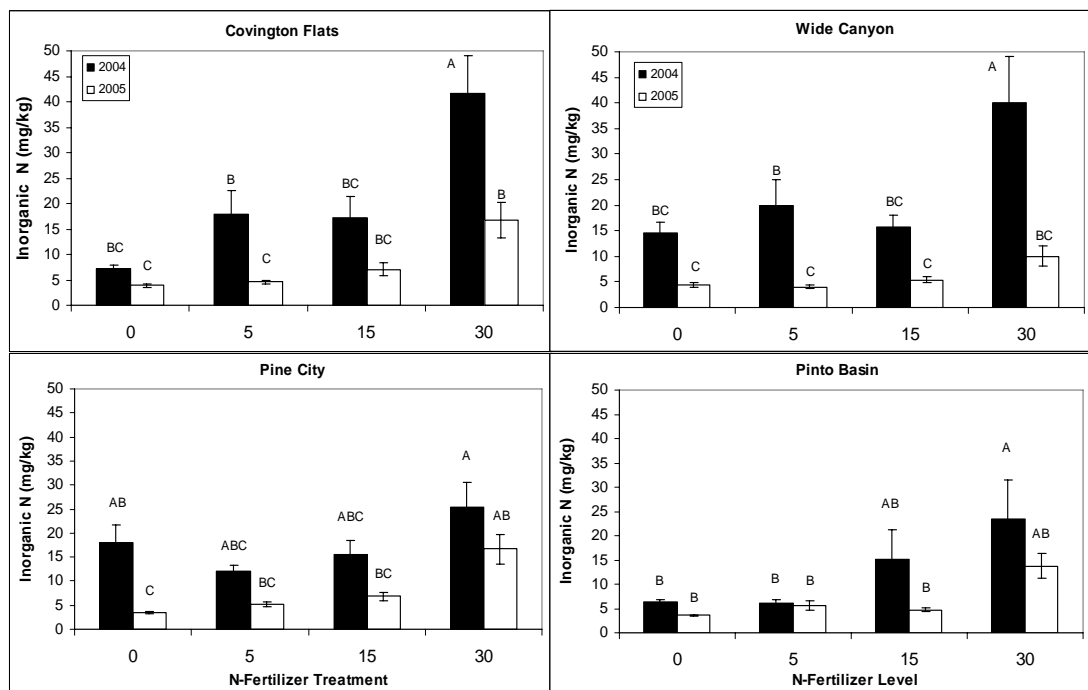 Covington Flats
Inorganic N (mg/kg)
50
45
40
35
30
25
20
15
10
5
0
2004
2005
BC
C
B
C
BC
BC
A
B
0 5 15 30
Wide Canyon
Inorganic N (mg/kg)
50
45
40
35
30
25
20
15
10
5
0
2004
2005
BC
C
B
C
BC
C
A
BC
0 5 15 30
Pine City
Inorganic N (mg/kg)
50
45
40
35
30
25
20
15
10
5
0
AB
C
ABC
BC
ABC
BC
A
AB
0 5 15 30
N-Fertilizer Treatment
Pinto Basin
Inorganic N (mg/kg)
50
45
40
35
30
25
20
15
10
5
0
B
B
B
B
AB
B
A
AB
0 5 15 30
N-Fertilizer Level